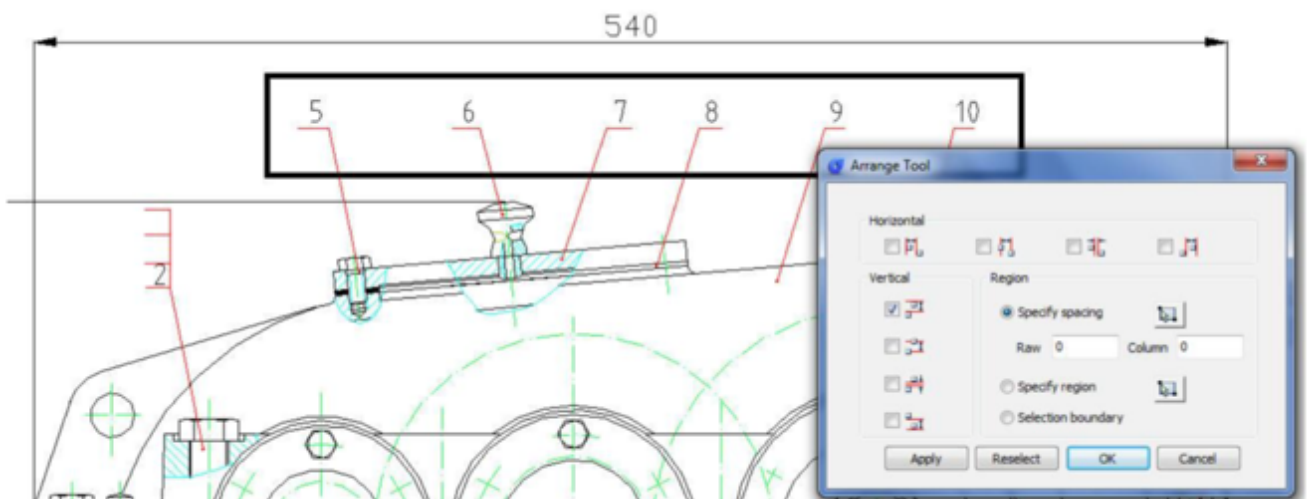 540
5 6 7 8 9 10
2
Arrange Tool
Horizontal
Vertical
Region
Specify spacing
Raw 0 Column 0
Specify region
Selection boundary
Apply Reselect OK Cancel